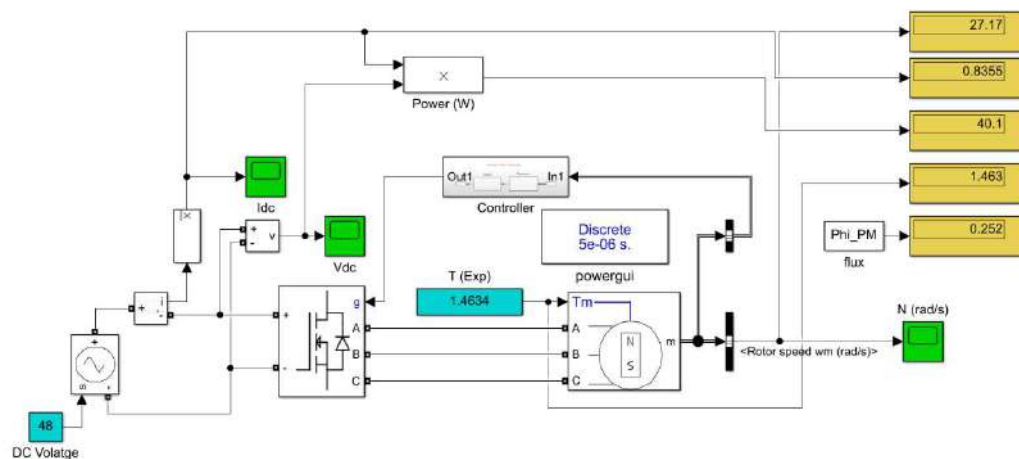 27.17
0.8355
×
Power (W)
40.1
Out1
In1
Controller
1.463
Idc
|x
+
-
v
Vdc
Discrete
5e-06 s.
powergui
Phi_PM
flux
0.252
T (Exp)
1.4634
+
i
-
g
Tm
N (rad/s)
+
A
A
N
S
m
B
B
<Rotor speed wm (rad/s)>
-
C
C
+
s
-
48
DC Volatge